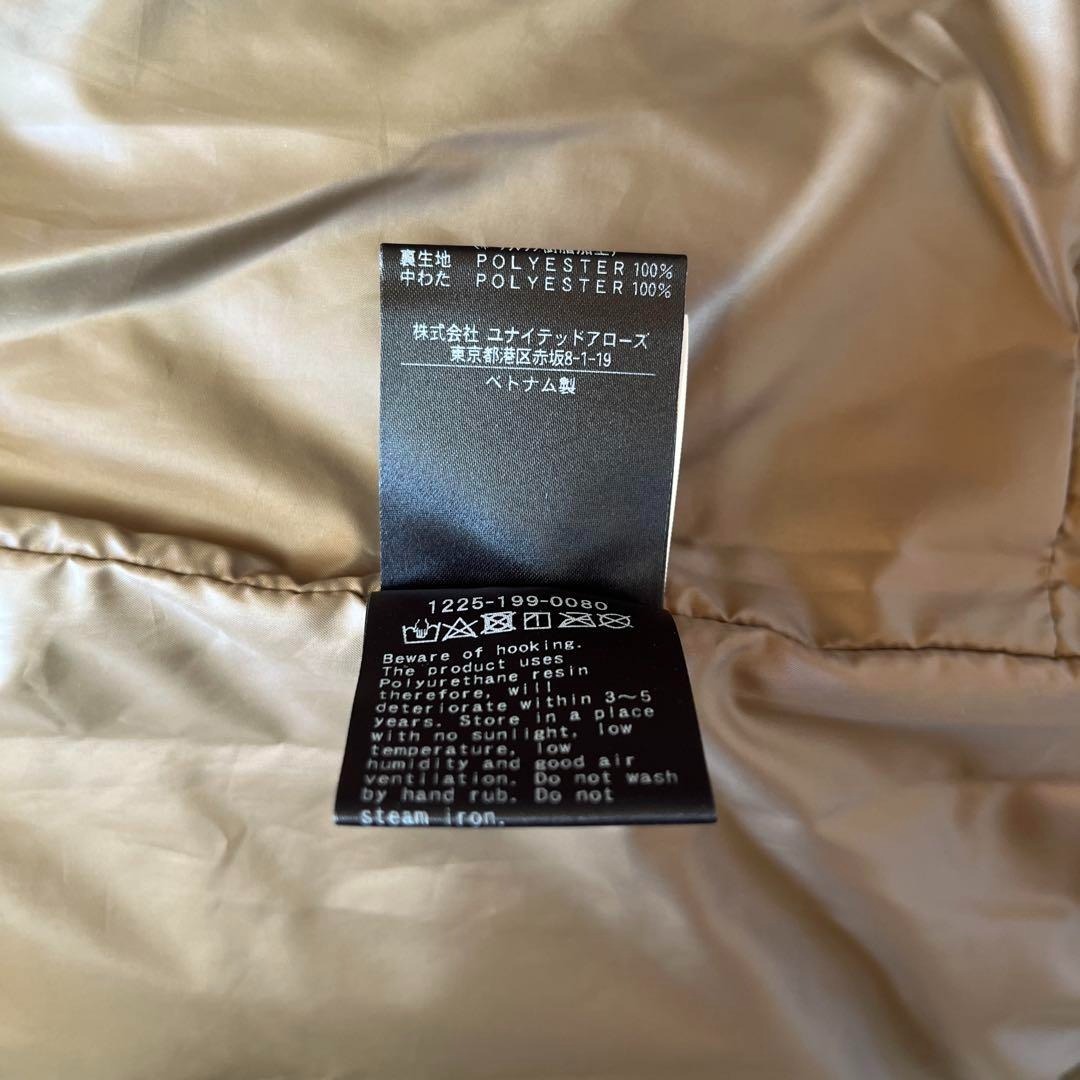 裏生地 POLYESTER 100%
中わた POLYESTER 100%
株式会社 ユナイテッドアローズ
東京都港区赤坂8-1-19
ベトナム製
1225-199-0080
Beware of hooking.
The product uses
Polyurethane resin
therefore, will
deteriorate within 3～5
years. Store in a place
with no sunlight, low
temperature, low
humidity and good air
ventilation. Do not wash
by hand rub. Do not
steam iron.